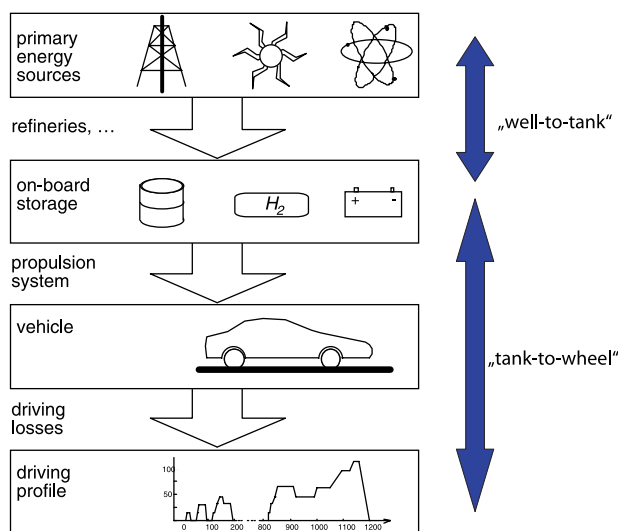 primary
energy
sources
refineries, …
„well-to-tank“
on-board
storage
H2
+ -
propulsion
system
vehicle
„tank-to-wheel“
driving
losses
driving
profile
100
50
0 100 200 800 900 1000 1100 1200